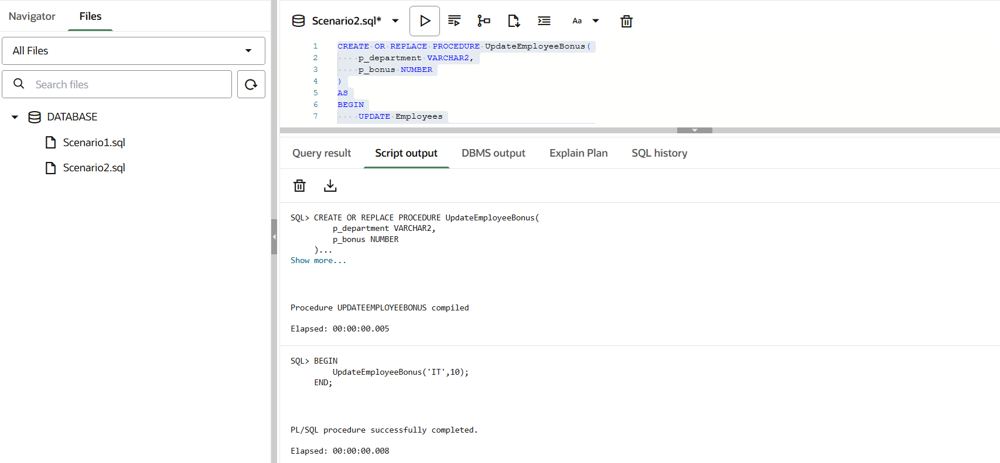 Navigator Files
All Files
Search files
DATABASE
Scenario1.sql
Scenario2.sql
Scenario2.sql* Aa
1 CREATE OR REPLACE PROCEDURE UpdateEmployeeBonus(
2 p_department VARCHAR2,
3 p_bonus NUMBER
4 )
5 AS
6 BEGIN
7 UPDATE Employees
Query result Script output DBMS output Explain Plan SQL history
SQL> CREATE OR REPLACE PROCEDURE UpdateEmployeeBonus(
p_department VARCHAR2,
p_bonus NUMBER
)...
Show more...
Procedure UPDATEEMPLOYEEBONUS compiled
Elapsed: 00:00:00.005
SQL> BEGIN
UpdateEmployeeBonus('IT',10);
END;
PL/SQL procedure successfully completed.
Elapsed: 00:00:00.008